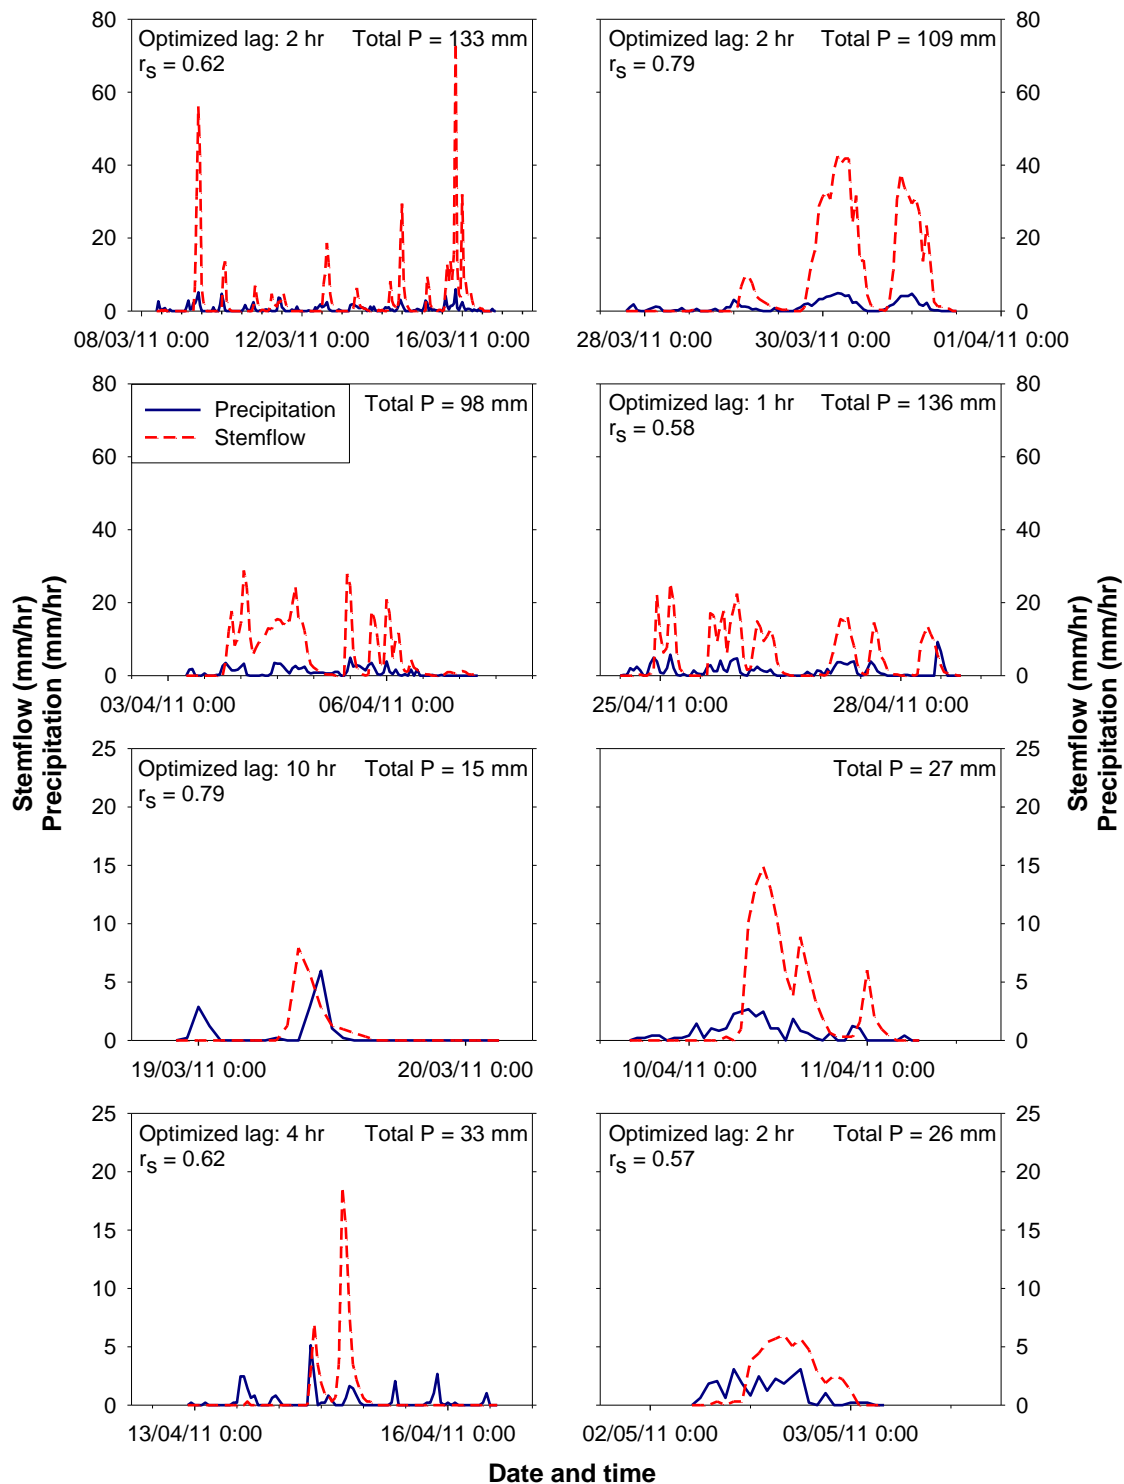 80
60
40
20
0
Optimized lag: 2 hr Total P = 133 mm
rS = 0.62
08/03/11 0:00 12/03/11 0:00 16/03/11 0:00
Optimized lag: 2 hr Total P = 109 mm
rS = 0.79
80
60
40
20
0
28/03/11 0:00 30/03/11 0:00 01/04/11 0:00
80
60
40
20
0
Precipitation
Stemflow
Total P = 98 mm
03/04/11 0:00 06/04/11 0:00
Optimized lag: 1 hr Total P = 136 mm
rS = 0.58
80
60
40
20
0
25/04/11 0:00 28/04/11 0:00
Stemflow (mm/hr)
Precipitation (mm/hr)
Stemflow (mm/hr)
Precipitation (mm/hr)
25
20
15
10
5
0
Optimized lag: 10 hr Total P = 15 mm
rS = 0.79
19/03/11 0:00 20/03/11 0:00
Total P = 27 mm
25
20
15
10
5
0
10/04/11 0:00 11/04/11 0:00
25
20
15
10
5
0
Optimized lag: 4 hr Total P = 33 mm
rS = 0.62
13/04/11 0:00 16/04/11 0:00
Optimized lag: 2 hr Total P = 26 mm
rS = 0.57
25
20
15
10
5
0
02/05/11 0:00 03/05/11 0:00
Date and time